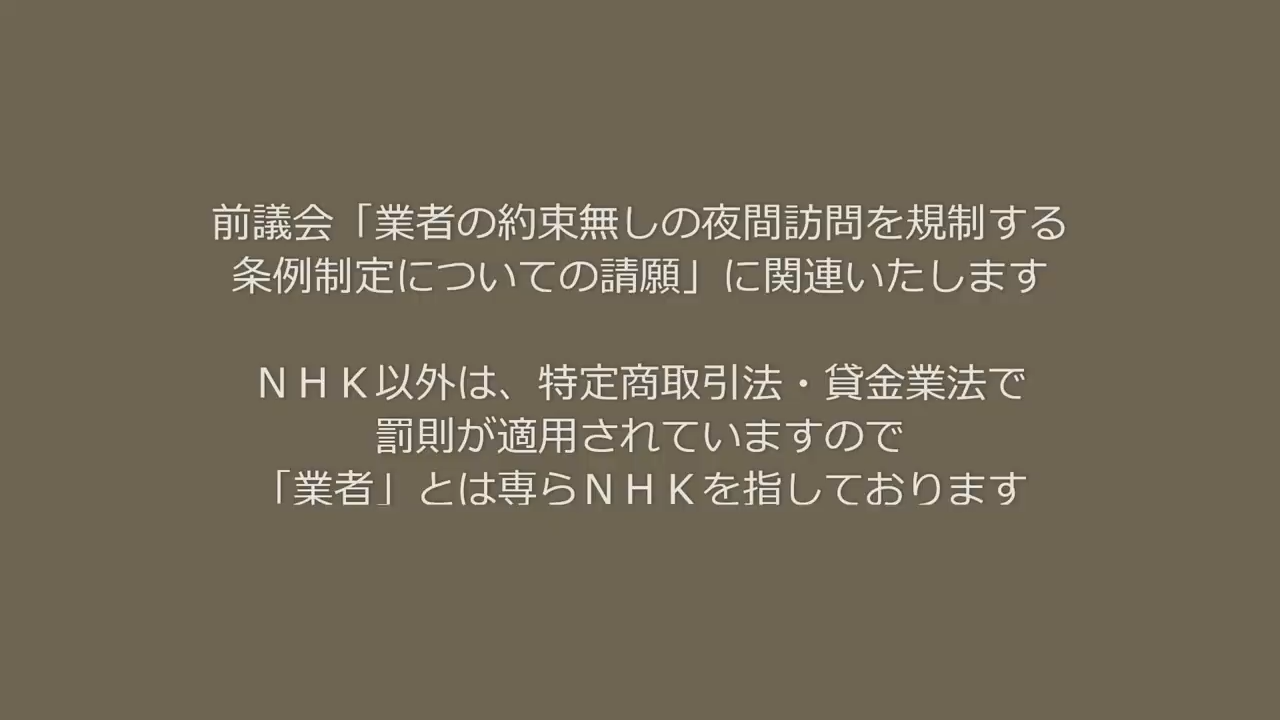 前議会「業者の約束無しの夜間訪問を規制する
条例制定についての請願」に関連いたします
ＮＨＫ以外は、特定商取引法・貸金業法で
罰則が適用されていますので
「業者」とは専らＮＨＫを指しております